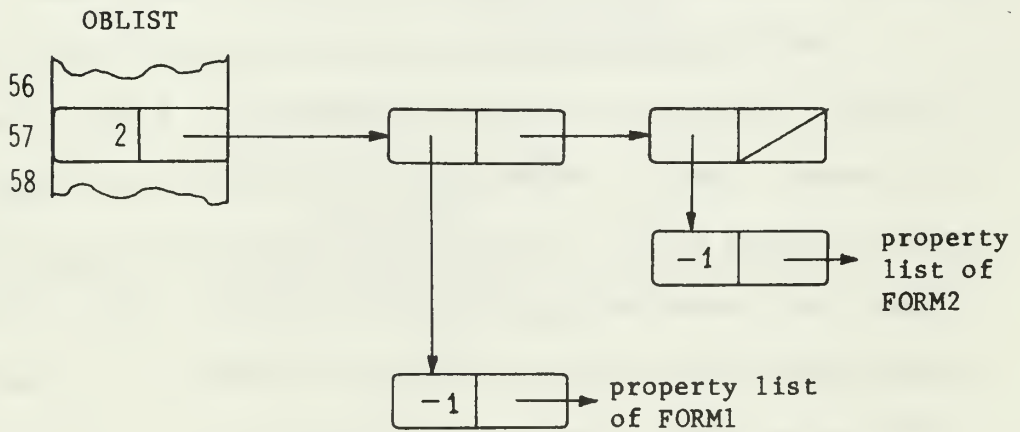 OBLIST
56
57
2
58
-1
property
list of
FORM2
-1
property list
of FORM1